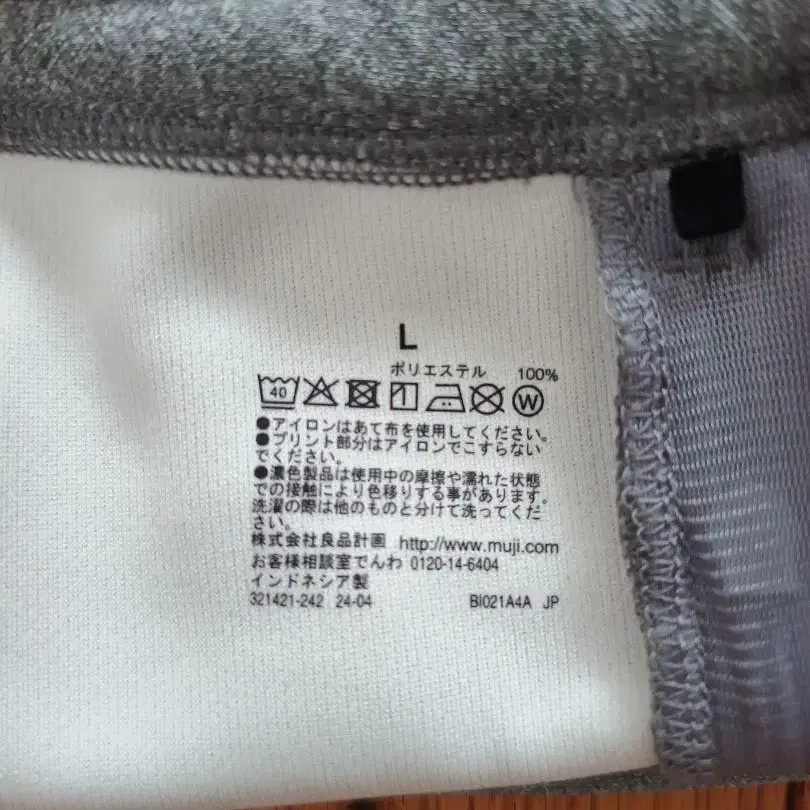 L
ポリエステル 100%
40 W
●アイロンはあて布を使用してください。
●プリント部分はアイロンでこすらない
でください。
●濃色製品は使用中の摩擦や濡れた状態
での接触により色移りする事があります。
洗濯の際は他のものと分けて洗ってくだ
さい。
株式会社良品計画 http://www.muji.com
お客様相談室でんわ 0120-14-6404
インドネシア製
321421-242 24-04 BI021A4A JP